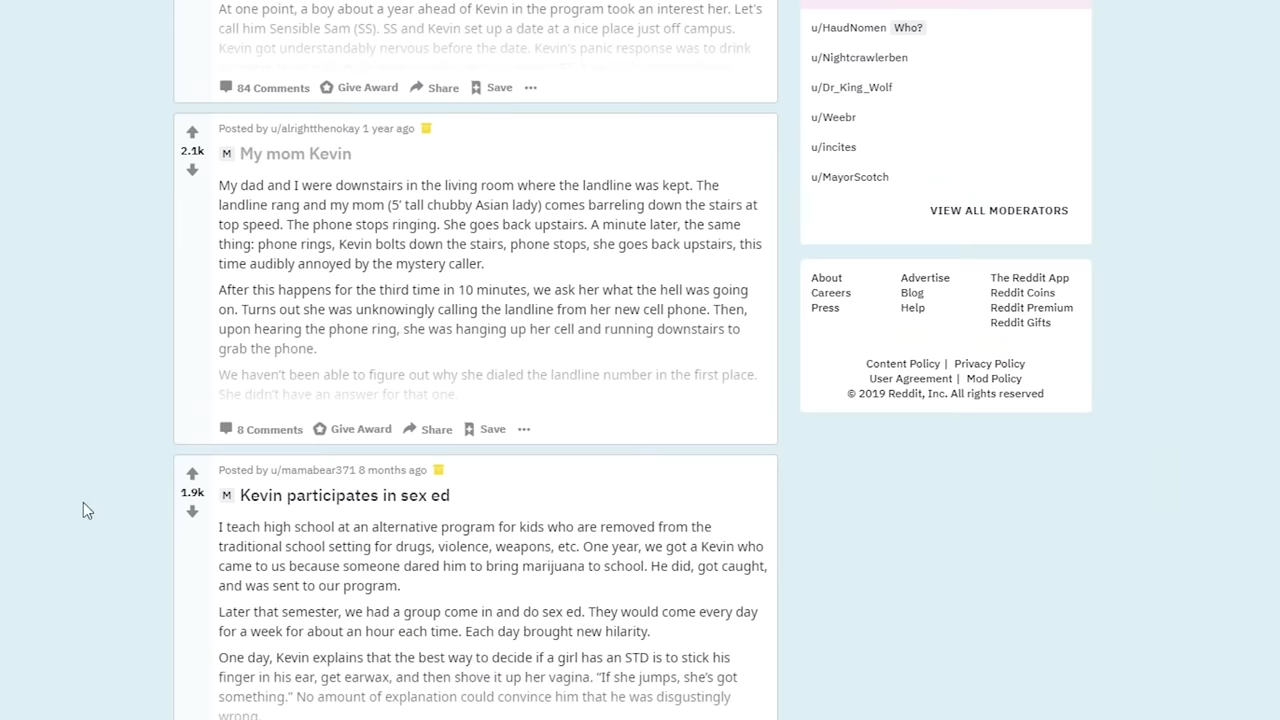 At one point, a boy about a year ahead of Kevin in the program took an interest her. Let's
call him Sensible Sam (SS). SS and Kevin set up a date at a nice place just off campus.
Kevin got understandably nervous before the date. Kevin's panic response was to drink
84 Comments Give Award Share Save
Posted by u/alrightthenokay 1 year ago
2.1k
M My mom Kevin
My dad and I were downstairs in the living room where the landline was kept. The
landline rang and my mom (5' tall chubby Asian lady) comes barreling down the stairs at
top speed. The phone stops ringing. She goes back upstairs. A minute later, the same
thing: phone rings, Kevin bolts down the stairs, phone stops, she goes back upstairs, this
time audibly annoyed by the mystery caller.
After this happens for the third time in 10 minutes, we ask her what the hell was going
on. Turns out she was unknowingly calling the landline from her new cell phone. Then,
upon hearing the phone ring, she was hanging up her cell and running downstairs to
grab the phone.
We haven't been able to figure out why she dialed the landline number in the first place.
She didn't have an answer for that one.
8 Comments Give Award Share Save
Posted by u/mamabear371 8 months ago
1.9k
M Kevin participates in sex ed
I teach high school at an alternative program for kids who are removed from the
traditional school setting for drugs, violence, weapons, etc. One year, we got a Kevin who
came to us because someone dared him to bring marijuana to school. He did, got caught,
and was sent to our program.
Later that semester, we had a group come in and do sex ed. They would come every day
for a week for about an hour each time. Each day brought new hilarity.
One day, Kevin explains that the best way to decide if a girl has an STD is to stick his
finger in his ear, get earwax, and then shove it up her vagina. "If she jumps, she's got
something." No amount of explanation could convince him that he was disgustingly
wrong.
u/HaudNomen Who?
u/Nightcrawlerben
u/Dr_King_Wolf
u/Weebr
u/incites
u/MayorScotch
VIEW ALL MODERATORS
About Advertise The Reddit App
Careers Blog Reddit Coins
Press Help Reddit Premium
Reddit Gifts
Content Policy | Privacy Policy
User Agreement | Mod Policy
© 2019 Reddit, Inc. All rights reserved